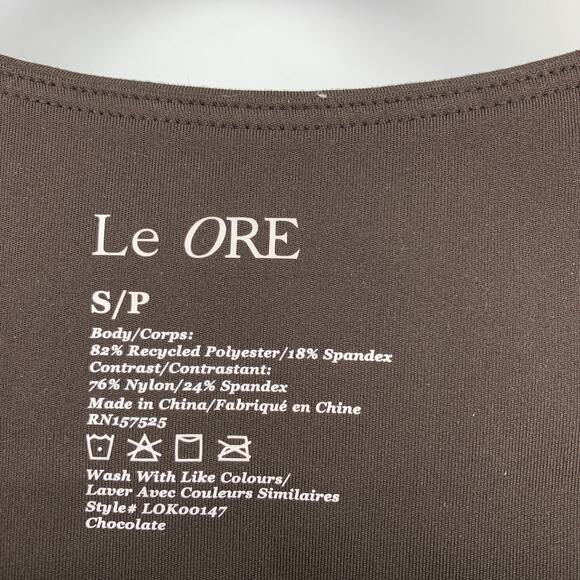 Le ORE
S/P
Body/Corps:
82% Recycled Polyester/18% Spandex
Contrast/Contrastant:
76% Nylon/24% Spandex
Made in China/Fabriqué en Chine
RN157525
Wash With Like Colours/
Laver Avec Couleurs Similaires
Style# LOK00147
Chocolate